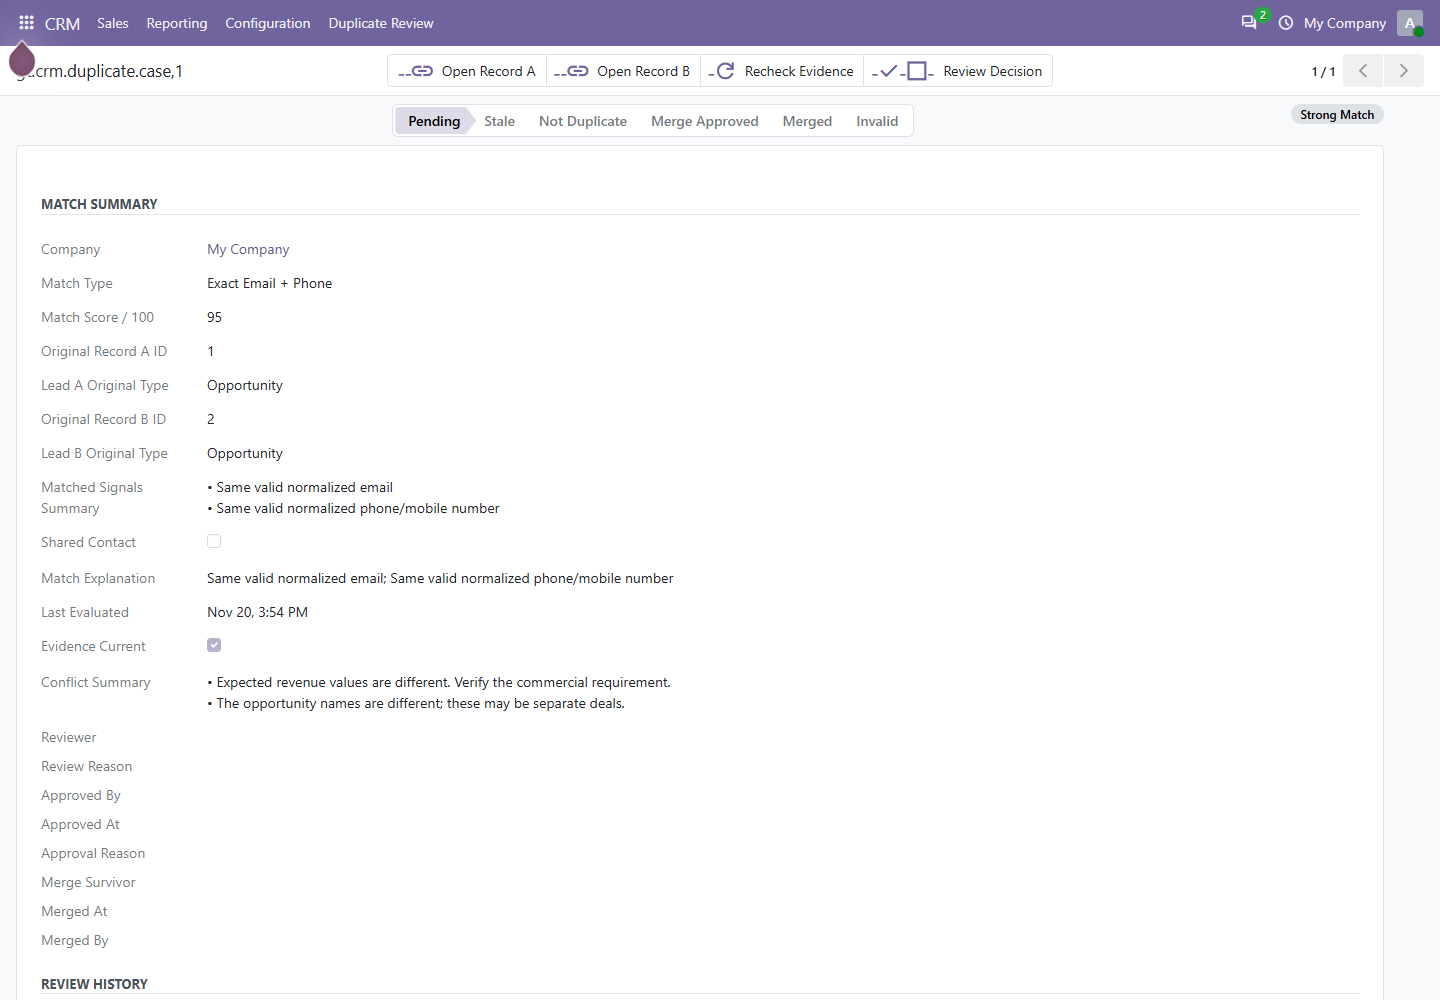 CRM Sales Reporting Configuration Duplicate Review 2 My Company A
.crm.duplicate.case,1 Open Record A Open Record B Recheck Evidence Review Decision 1 / 1
Pending Stale Not Duplicate Merge Approved Merged Invalid Strong Match
MATCH SUMMARY
Company My Company
Match Type Exact Email + Phone
Match Score / 100 95
Original Record A ID 1
Lead A Original Type Opportunity
Original Record B ID 2
Lead B Original Type Opportunity
Matched Signals Summary • Same valid normalized email
• Same valid normalized phone/mobile number
Shared Contact
Match Explanation Same valid normalized email; Same valid normalized phone/mobile number
Last Evaluated Nov 20, 3:54 PM
Evidence Current
Conflict Summary • Expected revenue values are different. Verify the commercial requirement.
• The opportunity names are different; these may be separate deals.
Reviewer
Review Reason
Approved By
Approved At
Approval Reason
Merge Survivor
Merged At
Merged By
REVIEW HISTORY